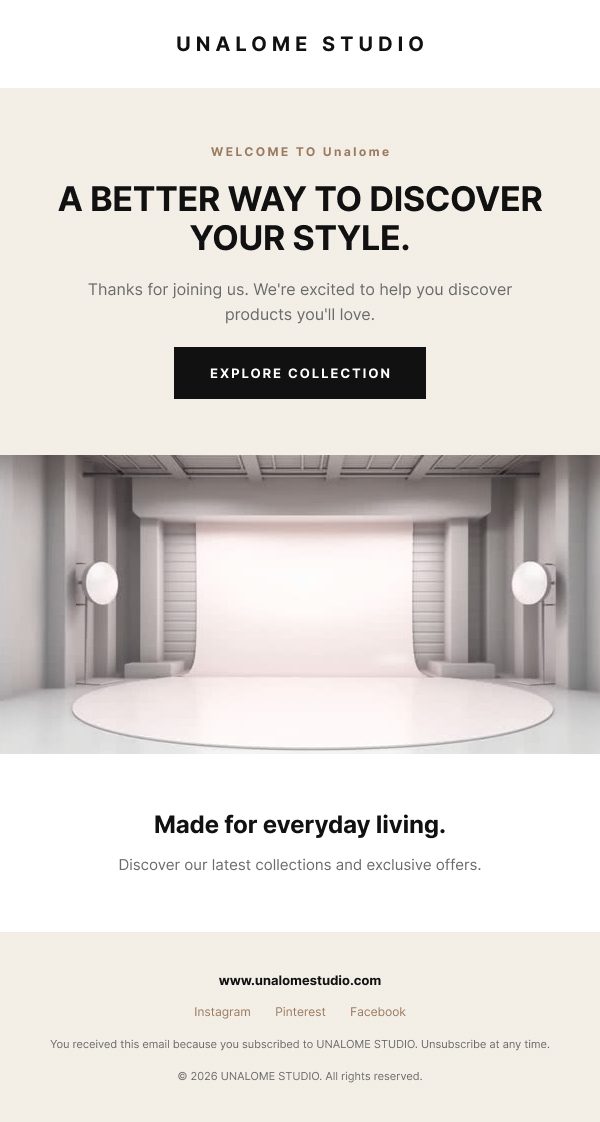 UNALOME STUDIO
WELCOME TO Unalome
A BETTER WAY TO DISCOVER
YOUR STYLE.
Thanks for joining us. We're excited to help you discover
products you'll love.
EXPLORE COLLECTION
Made for everyday living.
Discover our latest collections and exclusive offers.
www.unalomestudio.com
Instagram Pinterest Facebook
You received this email because you subscribed to UNALOME STUDIO. Unsubscribe at any time.
© 2026 UNALOME STUDIO. All rights reserved.